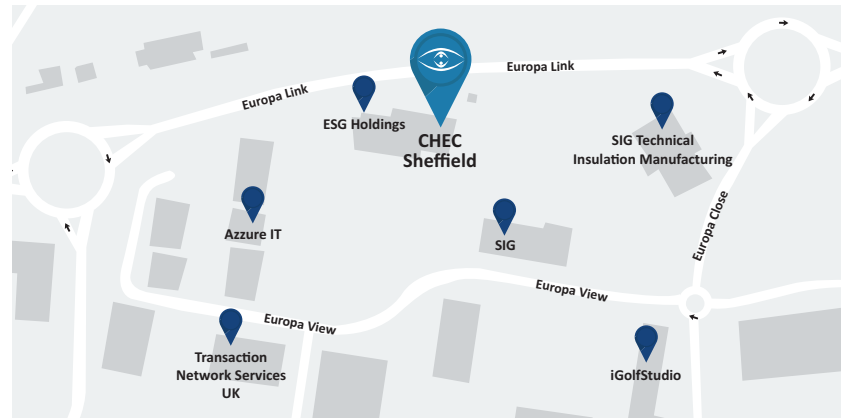 Europa Link
Europa Link
ESG Holdings
CHEC
Sheffield
SIG Technical
Insulation Manufacturing
Azzure IT
SIG
Europa Close
Europa View
Europa View
Transaction
Network Services
UK
iGolfStudio